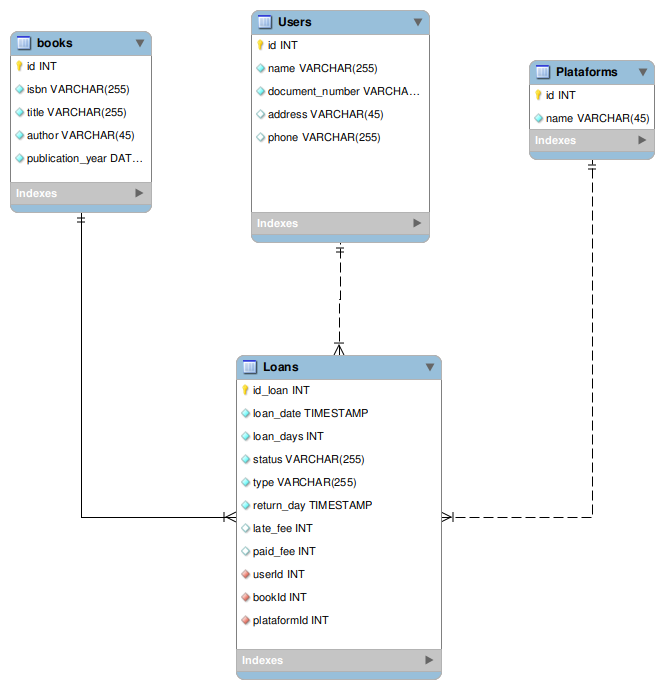 books
id INT
isbn VARCHAR(255)
title VARCHAR(255)
author VARCHAR(45)
publication_year DAT...
Indexes
Users
id INT
name VARCHAR(255)
document_number VARCHA...
address VARCHAR(45)
phone VARCHAR(255)
Indexes
Plataforms
id INT
name VARCHAR(45)
Indexes
Loans
id_loan INT
loan_date TIMESTAMP
loan_days INT
status VARCHAR(255)
type VARCHAR(255)
return_day TIMESTAMP
late_fee INT
paid_fee INT
userId INT
bookId INT
plataformId INT
Indexes